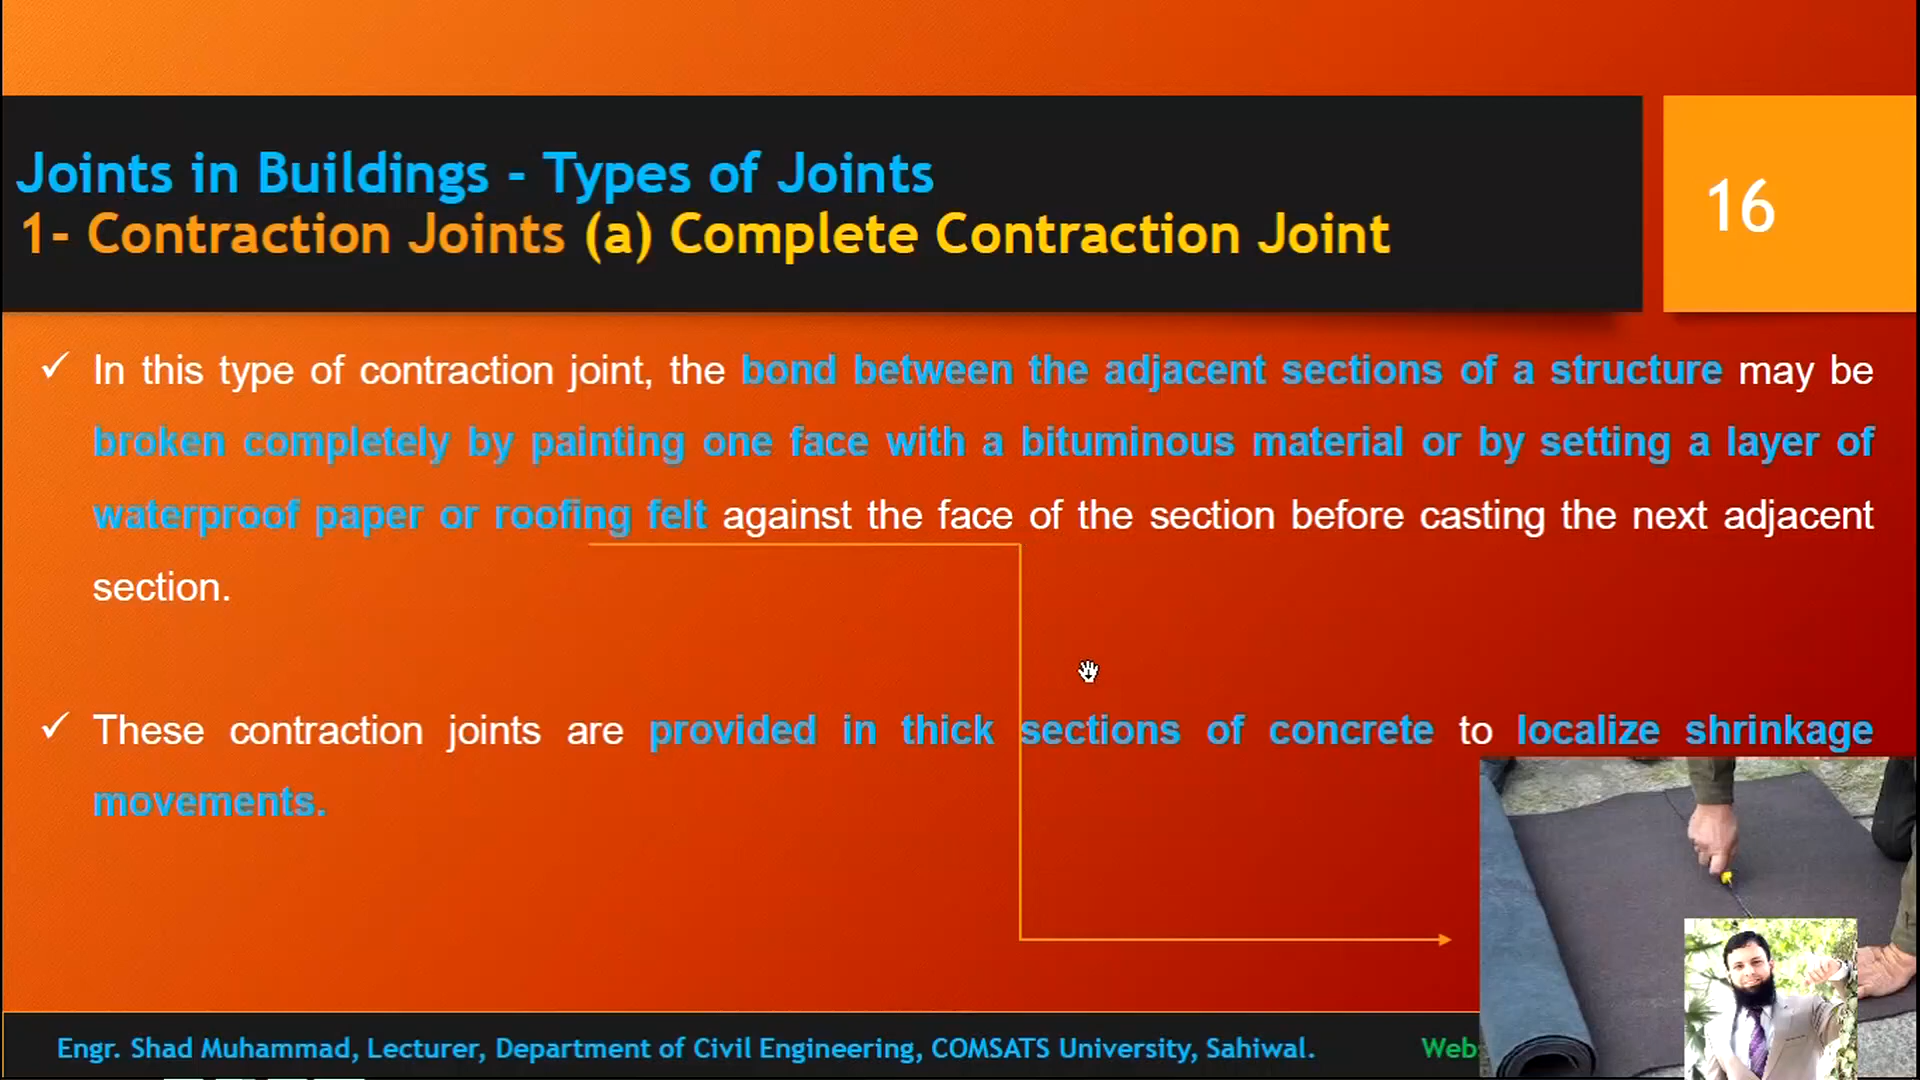 Joints in Buildings - Types of Joints
1- Contraction Joints (a) Complete Contraction Joint
16
✓ In this type of contraction joint, the bond between the adjacent sections of a structure may be
broken completely by painting one face with a bituminous material or by setting a layer of
waterproof paper or roofing felt against the face of the section before casting the next adjacent
section.
✓ These contraction joints are provided in thick sections of concrete to localize shrinkage
movements.
Engr. Shad Muhammad, Lecturer, Department of Civil Engineering, COMSATS University, Sahiwal.